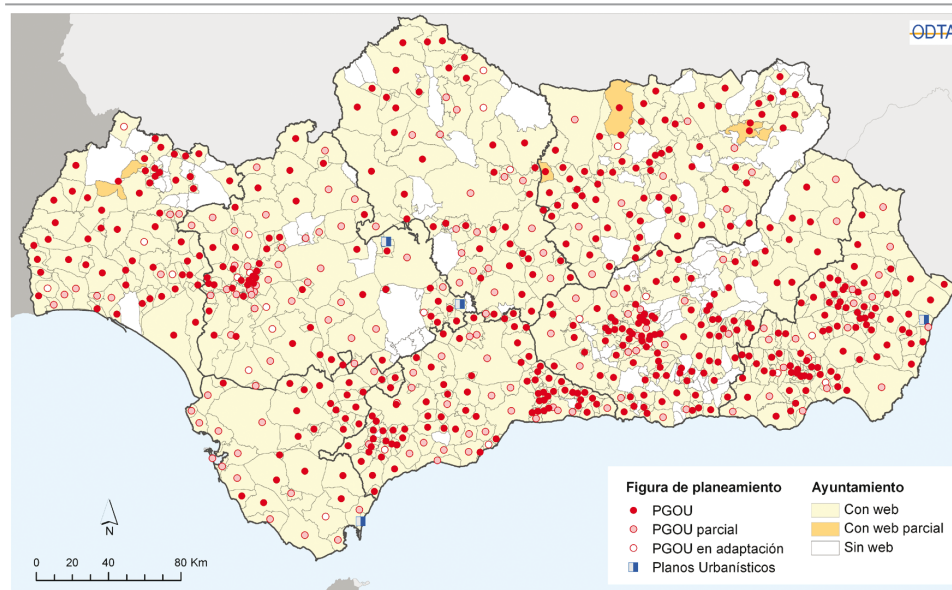 ODTA
Figura de planeamiento
PGOU
PGOU parcial
PGOU en adaptación
Planos Urbanísticos
Ayuntamiento
Con web
Con web parcial
Sin web
N
0 20 40 80 Km